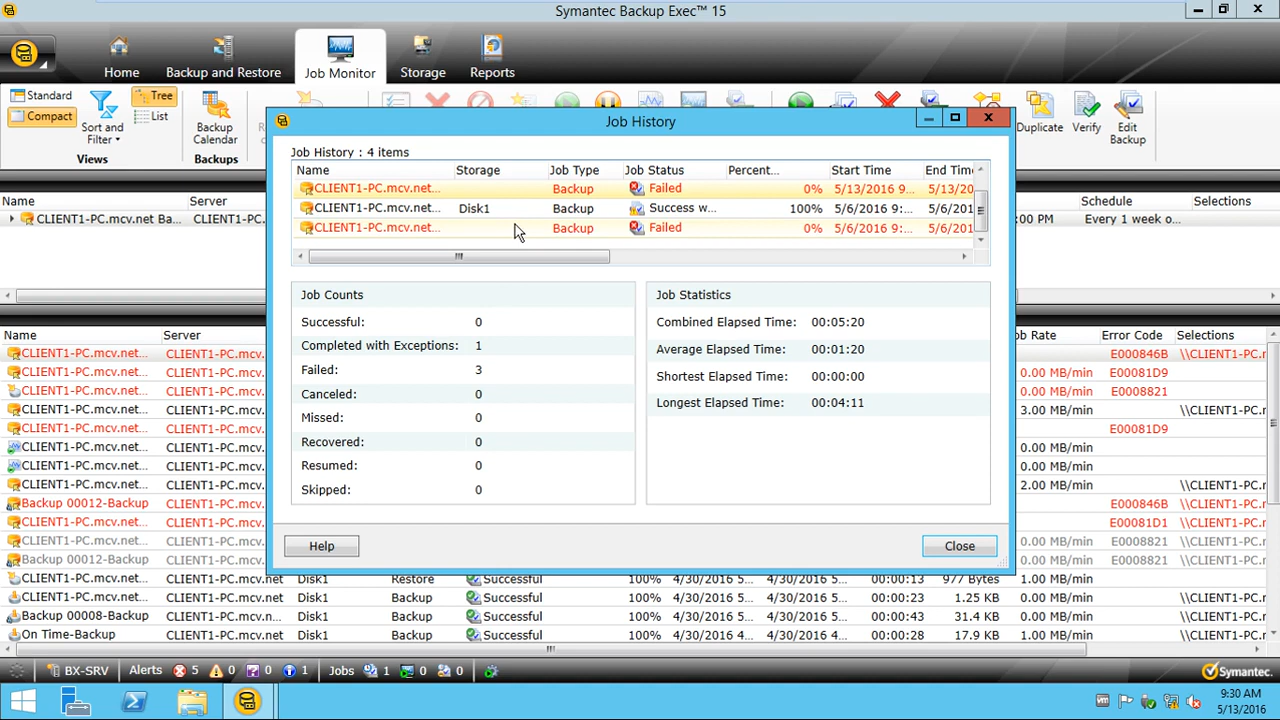 Symantec Backup Exec™ 15
Home
Backup and Restore
Job Monitor
Storage
Reports
Standard
Compact
Sort and
Filter
Tree
List
Views
Backup
Calendar
Backups
Duplicate
Verify
Edit
Backup
Name
Server
Schedule
Selections
CLIENT1-PC.mcv.net Ba...
CLIENT1-PC.mcv.
:00 PM
Every 1 week o...
Job History
Job History : 4 items
Name Storage Job Type Job Status Percent... Start Time End Time
CLIENT1-PC.mcv.net... Backup Failed 0% 5/13/2016 9... 5/13/20
CLIENT1-PC.mcv.net... Disk1 Backup Success w... 100% 5/6/2016 9:... 5/6/201
CLIENT1-PC.mcv.net... Backup Failed 0% 5/6/2016 9:... 5/6/201
Job Counts
Successful: 0
Completed with Exceptions: 1
Failed: 3
Canceled: 0
Missed: 0
Recovered: 0
Resumed: 0
Skipped: 0
Job Statistics
Combined Elapsed Time: 00:05:20
Average Elapsed Time: 00:01:20
Shortest Elapsed Time: 00:00:00
Longest Elapsed Time: 00:04:11
Help
Close
Name Server ob Rate Error Code Selections
CLIENT1-PC.mcv.net... CLIENT1-PC.mcv. E000846B \\CLIENT1-PC.
CLIENT1-PC.mcv.net... CLIENT1-PC.mcv. 0.00 MB/min E00081D9
CLIENT1-PC.mcv.net... CLIENT1-PC.mcv. 0.00 MB/min E0008821
CLIENT1-PC.mcv.net... CLIENT1-PC.mcv. 3.00 MB/min \\CLIENT1-PC.
CLIENT1-PC.mcv.net... CLIENT1-PC.mcv. E00081D9
CLIENT1-PC.mcv.net... CLIENT1-PC.mcv. 0.00 MB/min
CLIENT1-PC.mcv.net... CLIENT1-PC.mcv. 0.00 MB/min
CLIENT1-PC.mcv.net... CLIENT1-PC.mcv. 2.00 MB/min \\CLIENT1-PC.
Backup 00012-Backup CLIENT1-PC.mcv. E000846B \\CLIENT1-PC.
CLIENT1-PC.mcv.net... CLIENT1-PC.mcv. 0.00 MB/min E00081D1 \\CLIENT1-PC.
CLIENT1-PC.mcv.net... CLIENT1-PC.mcv. 0.00 MB/min E0008821 \\CLIENT1-PC.
Backup 00012-Backup CLIENT1-PC.mcv. 0.00 MB/min E0008821 \\CLIENT1-PC.
CLIENT1-PC.mcv.net... CLIENT1-PC.mcv.net Disk1 Restore Successful 100% 4/30/2016 5... 4/30/2016 5... 00:00:13 977 Bytes 1.00 MB/min
CLIENT1-PC.mcv.net... CLIENT1-PC.mcv.net Disk1 Backup Successful 100% 4/30/2016 5... 4/30/2016 5... 00:00:23 1.25 KB 0.00 MB/min \\CLIENT1-PC.
Backup 00008-Backup CLIENT1-PC.mcv.n... Disk1 Backup Successful 100% 4/30/2016 5... 4/30/2016 5... 00:00:43 31.4 KB 0.00 MB/min \\CLIENT1-PC.
On Time-Backup CLIENT1-PC.mcv.net Disk1 Backup Successful 100% 4/30/2016 4... 4/30/2016 4... 00:00:28 17.9 KB 1.00 MB/min \\CLIENT1-PC.
BX-SRV Alerts 5 0 0 1 Jobs 1 0 0
Symantec.
9:30 AM
5/13/2016